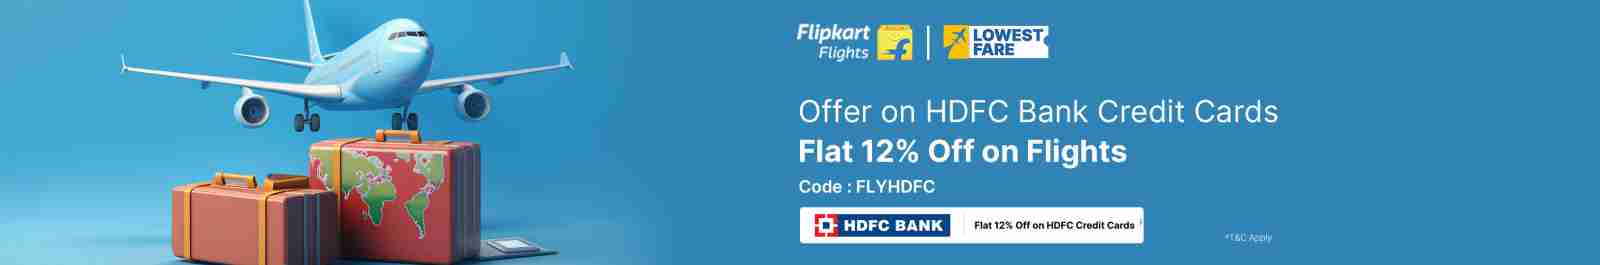 Flipkart
Flights
LOWEST
FARE
Offer on HDFC Bank Credit Cards
Flat 12% Off on Flights
Code : FLYHDFC
HDFC BANK
Flat 12% Off on HDFC Credit Cards
*T&C Apply